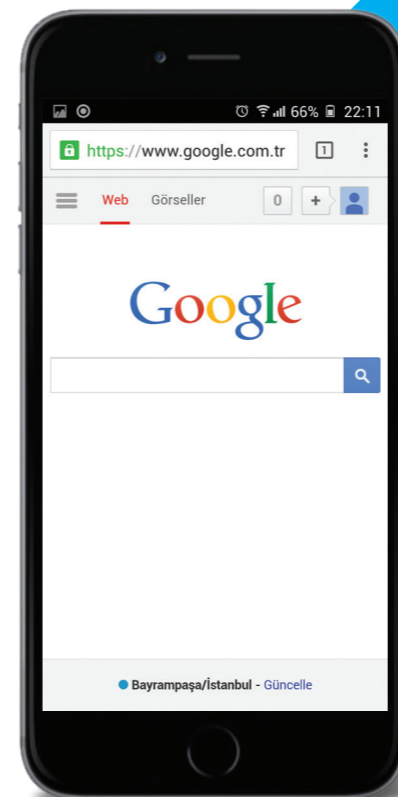 66% 22:11
https://www.google.com.tr 1
Web Görseller 0 +
Google
Bayrampaşa/İstanbul - Güncelle